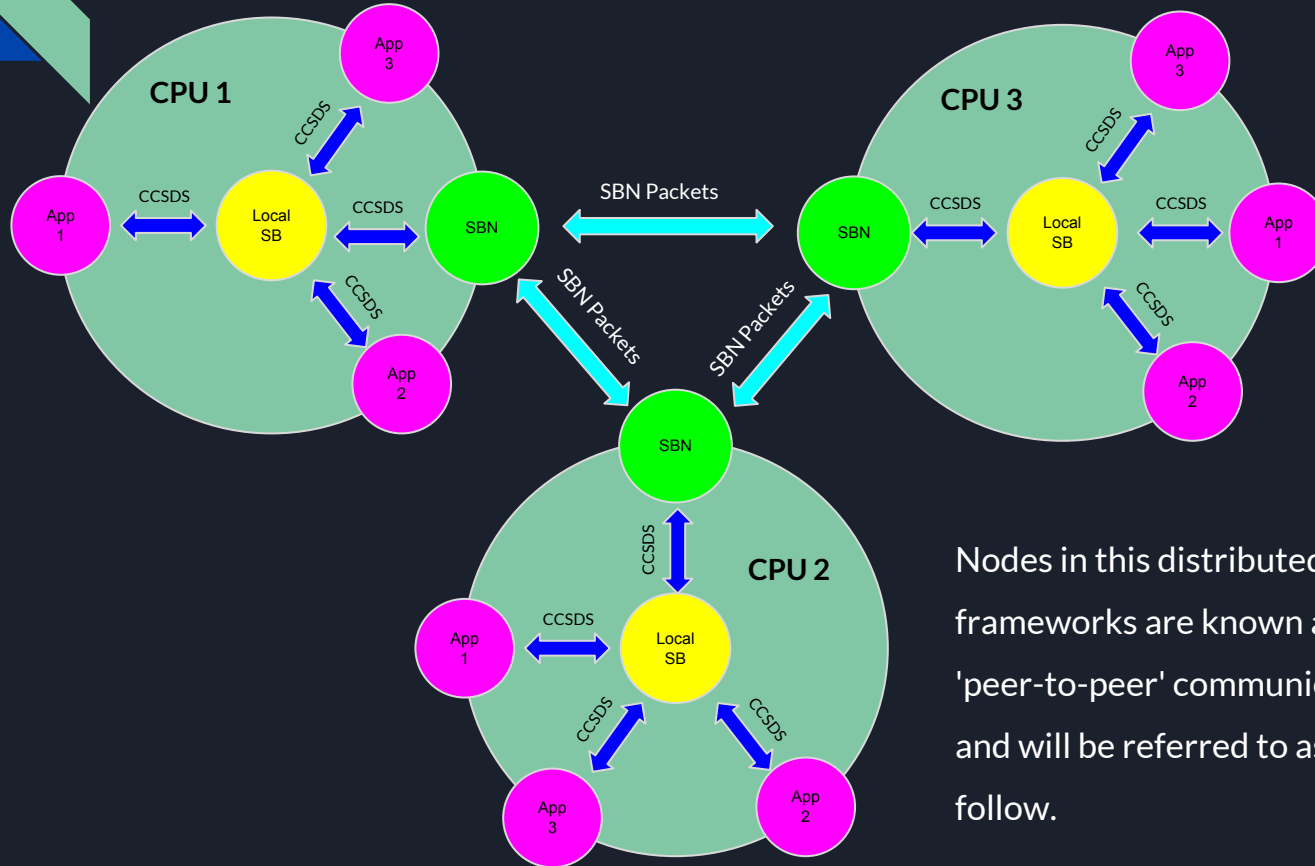 CPU 1
App
3
CCSDS
App
1
CCSDS
Local
SB
CCSDS
SBN
CCSDS
App
2
SBN Packets
SBN Packets
SBN Packets
CPU 3
App
3
CCSDS
SBN
CCSDS
Local
SB
CCSDS
App
1
CCSDS
App
2
SBN
CCSDS
CPU 2
App
1
CCSDS
Local
SB
CCSDS
CCSDS
App
3
App
2
Nodes in this distributed
frameworks are known a
'peer-to-peer' communi
and will be referred to as
follow.